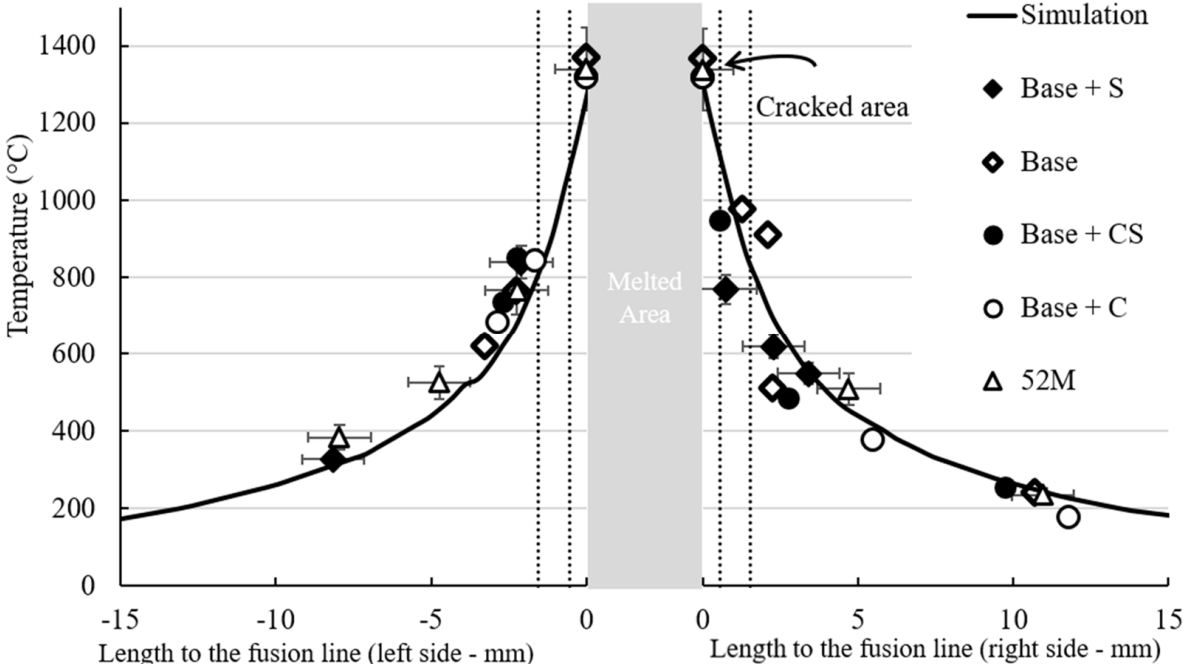 1400
1200
1000
800
600
400
200
0
Temperature (°C)
-15
-10
-5
0
0
5
10
15
Length to the fusion line (left side - mm)
Length to the fusion line (right side - mm)
Melted
Area
Cracked area
Simulation
Base + S
Base
Base + CS
Base + C
52M